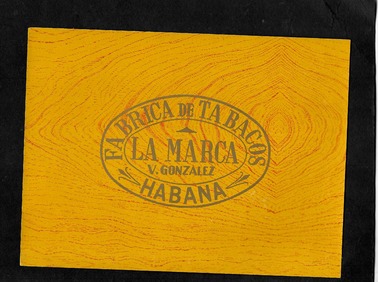 FABRICA DE TABACOS
LA MARCA
V. GONZALEZ
HABANA